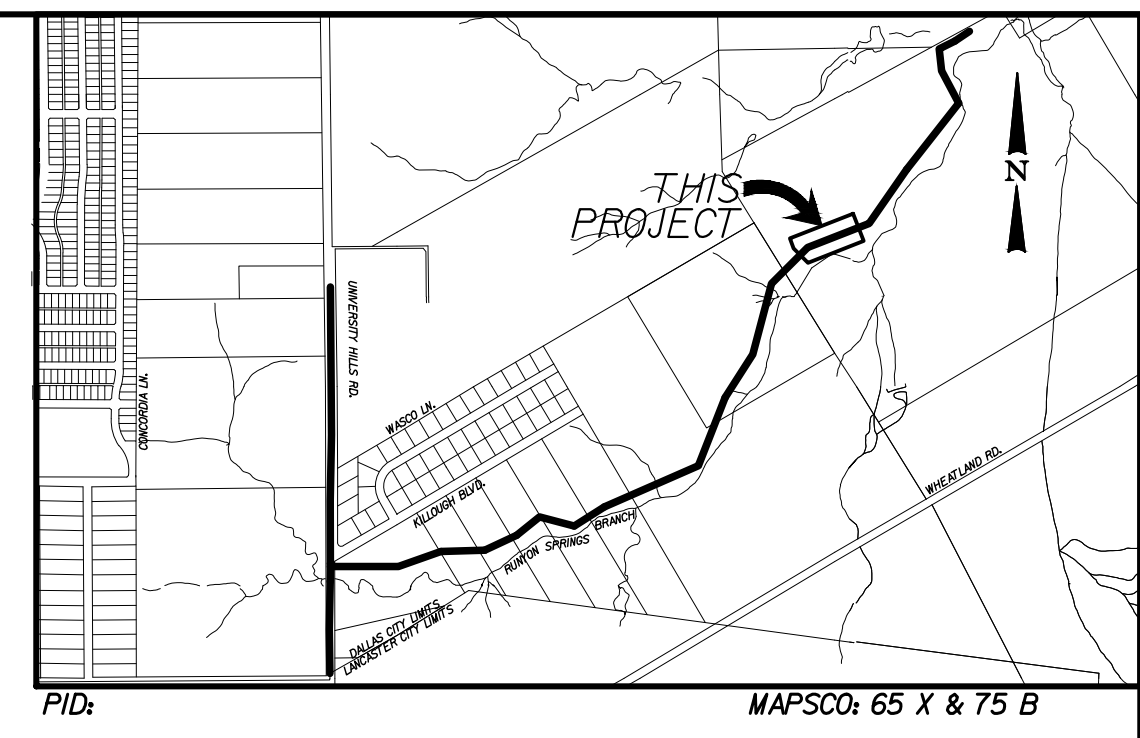 THIS
PROJECT
N
UNIVERSITY HILLS RD.
CONCORDIA LN.
WASCO LN.
KILLOUGH BLVD.
WHEATLAND RD.
RUNYON SPRINGS BRANCH
DALLAS CITY LIMITS
LANCASTER CITY LIMITS
PID:
MAPSCO: 65 X & 75 B